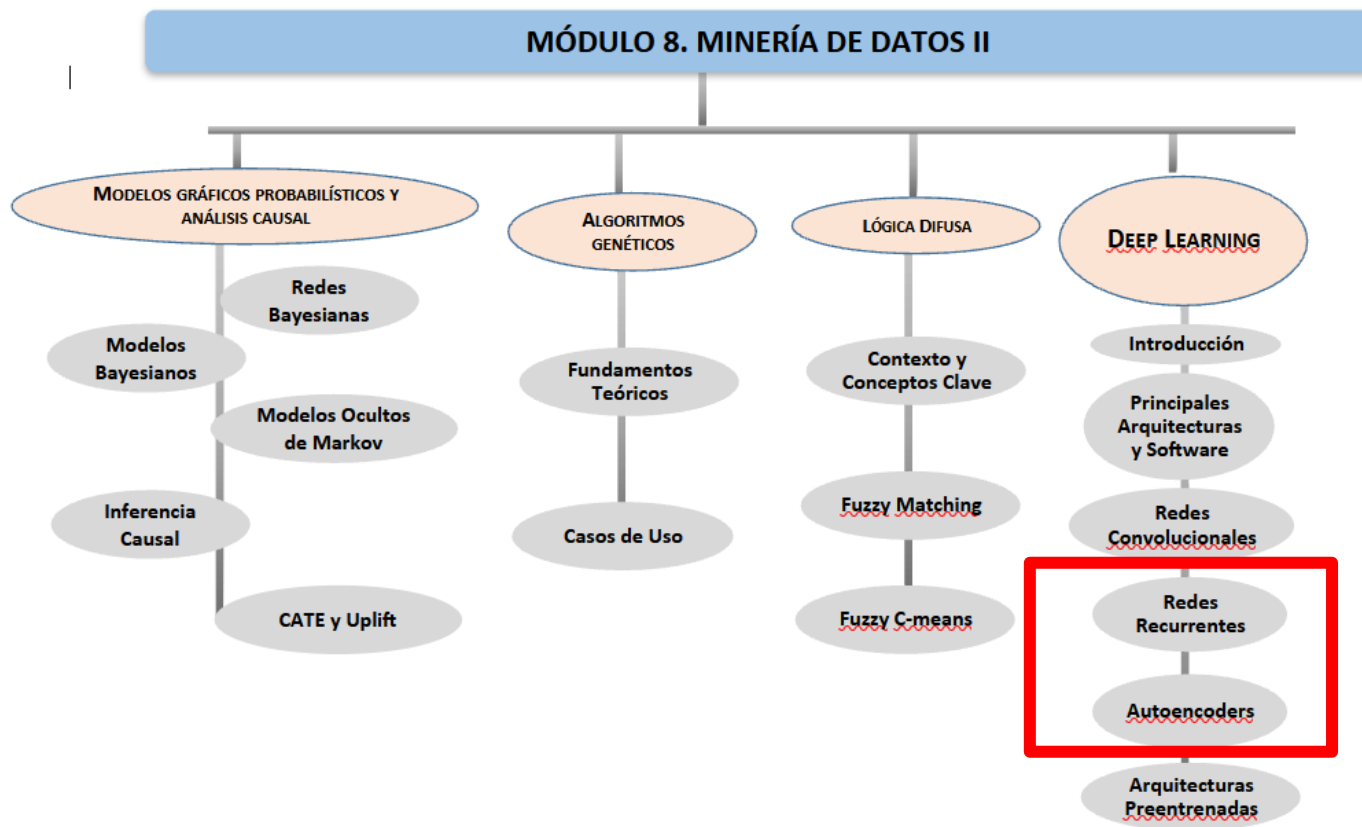 MÓDULO 8. MINERÍA DE DATOS II
MODELOS GRÁFICOS PROBABILÍSTICOS Y
ANÁLISIS CAUSAL
Redes
Bayesianas
Modelos
Bayesianos
Modelos Ocultos
de Markov
Inferencia
Causal
CATE y Uplift
ALGORITMOS
GENÉTICOS
Fundamentos
Teóricos
Casos de Uso
LÓGICA DIFUSA
Contexto y
Conceptos Clave
Fuzzy Matching
Fuzzy C-means
DEEP LEARNING
Introducción
Principales
Arquitecturas
y Software
Redes
Convolucionales
Redes
Recurrentes
Autoencoders
Arquitecturas
Preentrenadas